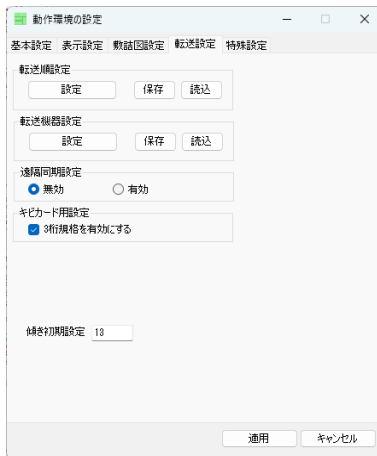 動作環境の設定
基本設定 表示設定 敷詰図設定 転送設定 特殊設定
転送順設定
設定 保存 読込
転送機器設定
設定 保存 読込
遠隔同期設定
無効 有効
キビカード用設定
3桁規格を有効にする
傾き初期設定 13
適用 キャンセル